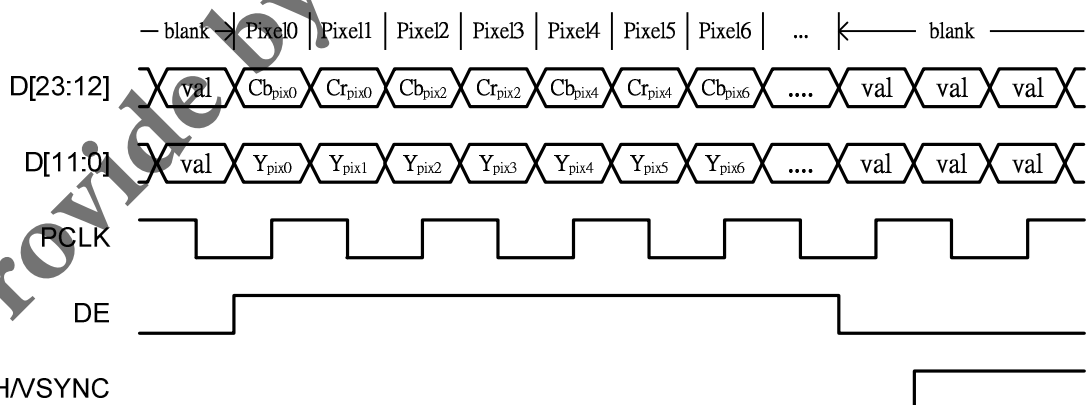 blank Pixel0 Pixel1 Pixel2 Pixel3 Pixel4 Pixel5 Pixel6 ... blank
D[23:12] val Cbpix0 Crpix0 Cbpix2 Crpix2 Cbpix4 Crpix4 Cbpix6 .... val val val
D[11:0] val Ypix0 Ypix1 Ypix2 Ypix3 Ypix4 Ypix5 Ypix6 .... val val val
PCLK
DE
H/VSYNC
rovide by